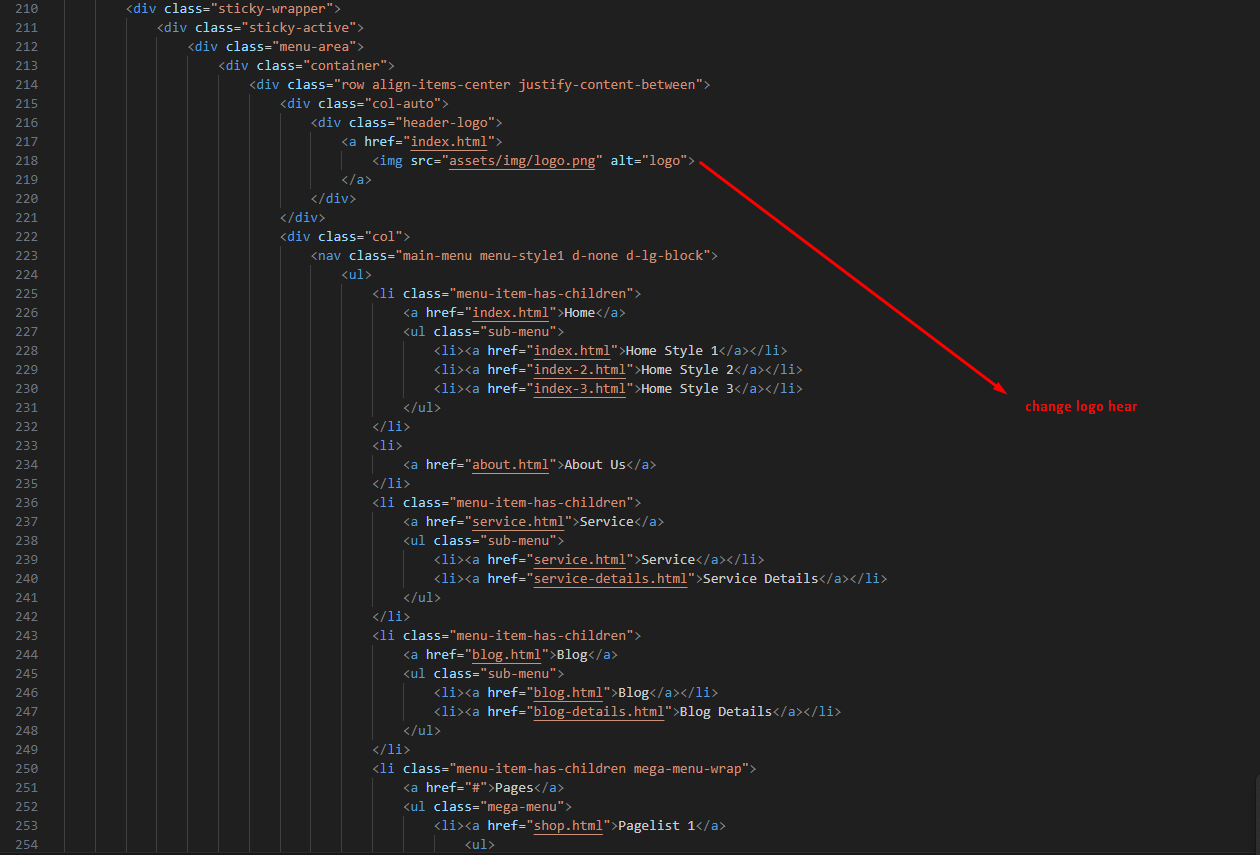 210 <div class="sticky-wrapper">
211 <div class="sticky-active">
212 <div class="menu-area">
213 <div class="container">
214 <div class="row align-items-center justify-content-between">
215 <div class="col-auto">
216 <div class="header-logo">
217 <a href="index.html">
218 <img src="assets/img/logo.png" alt="logo">
219 </a>
220 </div>
221 </div>
222 <div class="col">
223 <nav class="main-menu menu-style1 d-none d-lg-block">
224 <ul>
225 <li class="menu-item-has-children">
226 <a href="index.html">Home</a>
227 <ul class="sub-menu">
228 <li><a href="index.html">Home Style 1</a></li>
229 <li><a href="index-2.html">Home Style 2</a></li>
230 <li><a href="index-3.html">Home Style 3</a></li>
change logo hear
231 </ul>
232 </li>
233 <li>
234 <a href="about.html">About Us</a>
235 </li>
236 <li class="menu-item-has-children">
237 <a href="service.html">Service</a>
238 <ul class="sub-menu">
239 <li><a href="service.html">Service</a></li>
240 <li><a href="service-details.html">Service Details</a></li>
241 </ul>
242 </li>
243 <li class="menu-item-has-children">
244 <a href="blog.html">Blog</a>
245 <ul class="sub-menu">
246 <li><a href="blog.html">Blog</a></li>
247 <li><a href="blog-details.html">Blog Details</a></li>
248 </ul>
249 </li>
250 <li class="menu-item-has-children mega-menu-wrap">
251 <a href="#">Pages</a>
252 <ul class="mega-menu">
253 <li><a href="shop.html">Pagelist 1</a>
254 <ul>